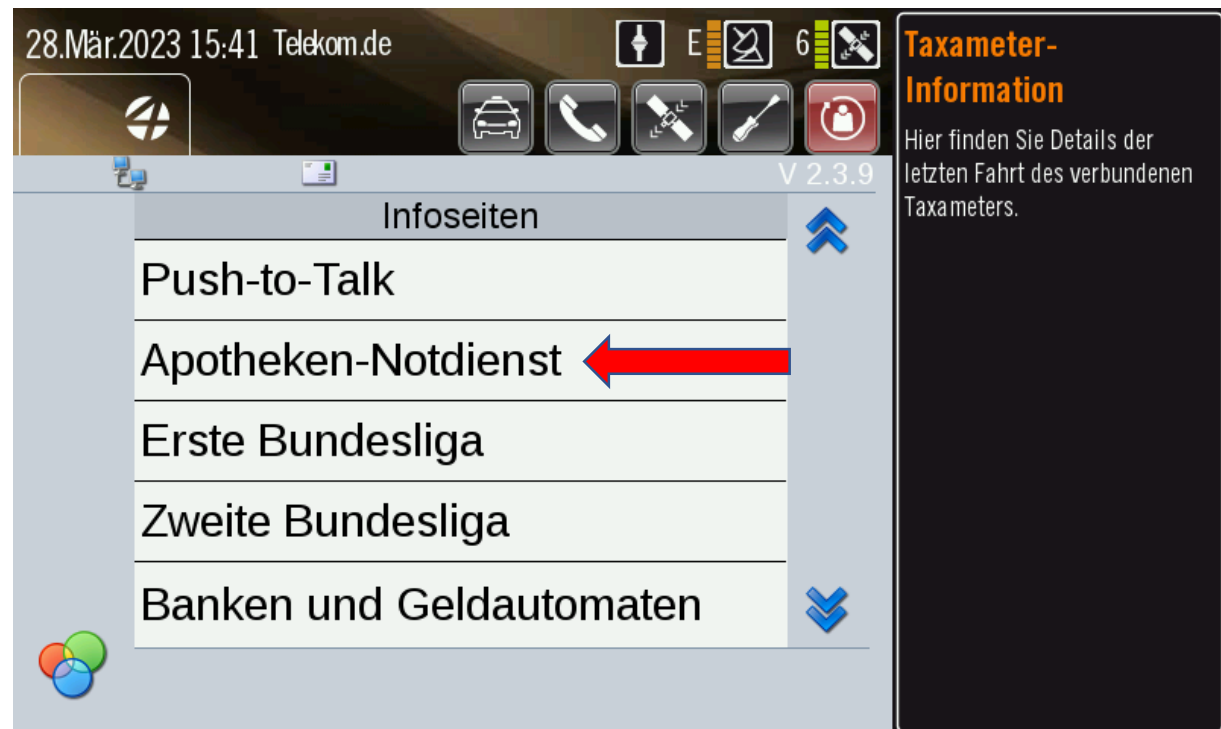 28.Mär.2023 15:41 Telekom.de E 6
V 2.3.9
Infoseiten
Push-to-Talk
Apotheken-Notdienst
Erste Bundesliga
Zweite Bundesliga
Banken und Geldautomaten
Taxameter-
Information
Hier finden Sie Details der
letzten Fahrt des verbundenen
Taxameters.